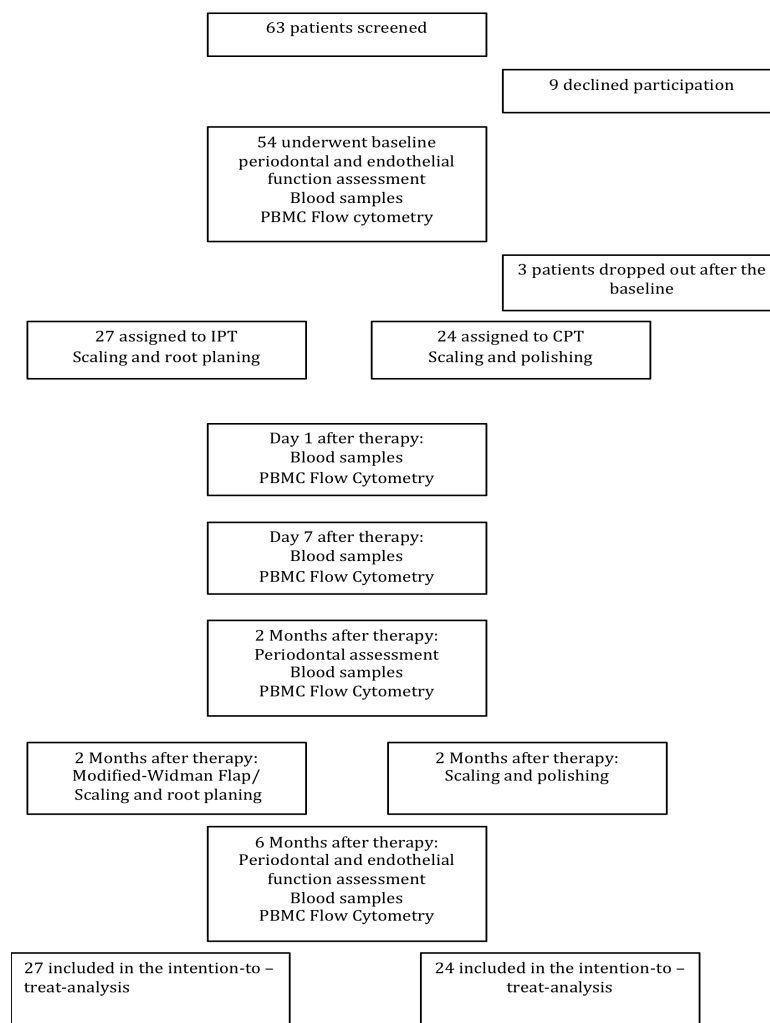 63 patients screened
9 declined participation
54 underwent baseline
periodontal and endothelial
function assessment
Blood samples
PBMC Flow cytometry
3 patients dropped out after the
baseline
27 assigned to IPT
Scaling and root planing
24 assigned to CPT
Scaling and polishing
Day 1 after therapy:
Blood samples
PBMC Flow Cytometry
Day 7 after therapy:
Blood samples
PBMC Flow Cytometry
2 Months after therapy:
Periodontal assessment
Blood samples
PBMC Flow Cytometry
2 Months after therapy:
Modified-Widman Flap/
Scaling and root planing
2 Months after therapy:
Scaling and polishing
6 Months after therapy:
Periodontal and endothelial
function assessment
Blood samples
PBMC Flow Cytometry
27 included in the intention-to –
treat-analysis
24 included in the intention-to –
treat-analysis